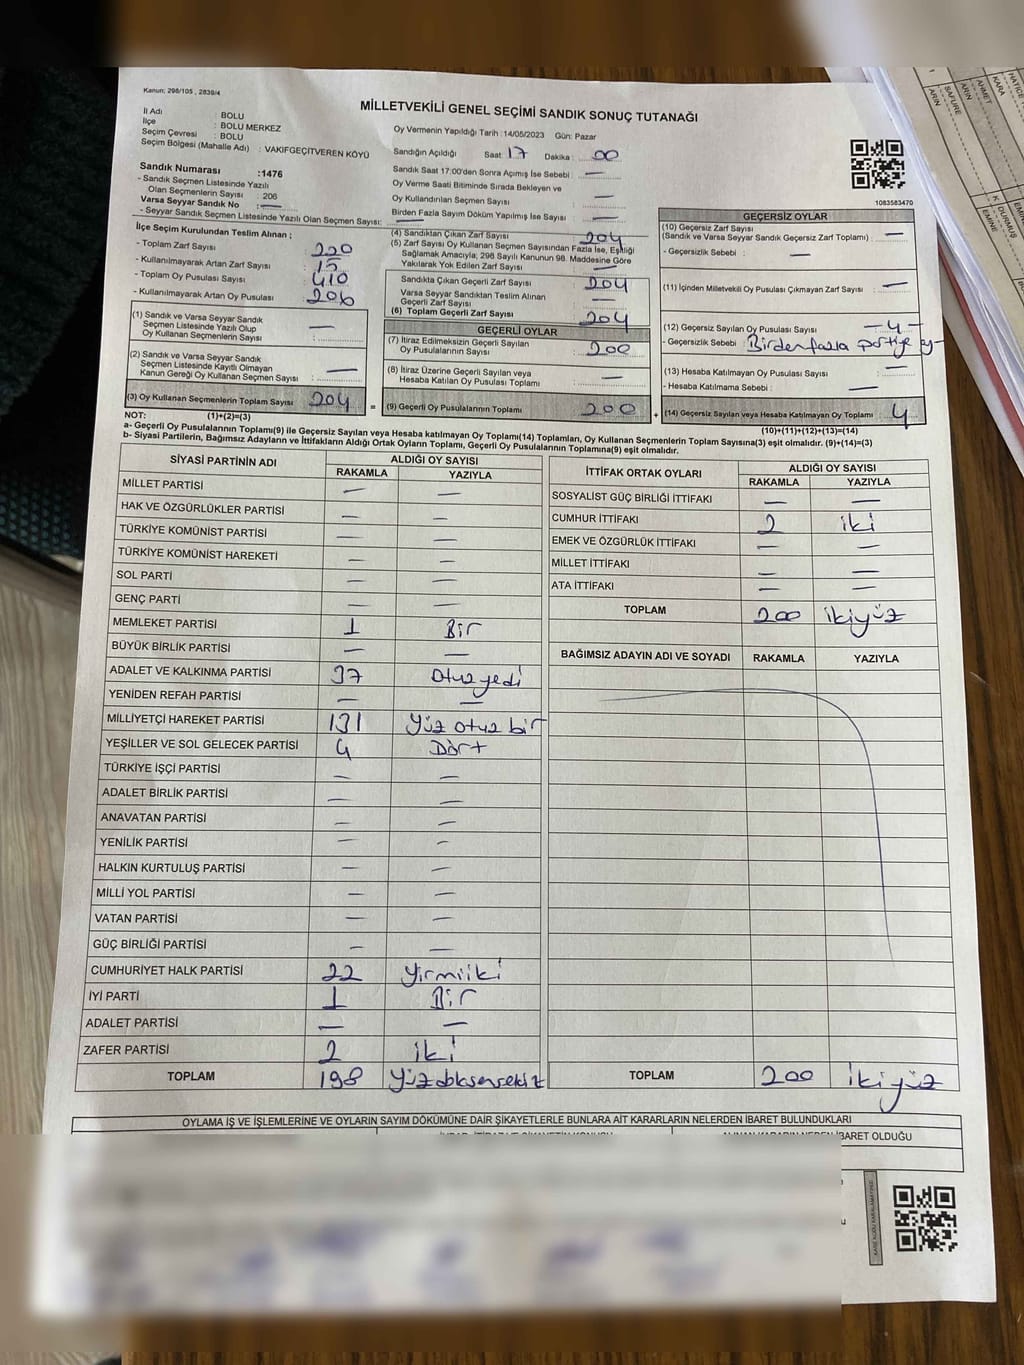 Kanun; 298/105 , 2839/4
MİLLETVEKİLİ GENEL SEÇİMİ SANDIK SONUÇ TUTANAĞI
İl Adı : BOLU
İlçe : BOLU MERKEZ
Seçim Çevresi : BOLU
Seçim Bölgesi (Mahalle Adı) : VAKIFGEÇİTVEREN KÖYÜ
Oy Vermenin Yapıldığı Tarih : 14/05/2023 Gün: Pazar
Sandığın Açıldığı Saat : 17 Dakika : 00
Sandık Saat 17:00'den Sonra Açılmış İse Sebebi : —
Oy Verme Saati Bitiminde Sırada Bekleyen ve
Oy Kullandırılan Seçmen Sayısı : —
Birden Fazla Sayım Döküm Yapılmış İse Sayısı : —
Sandık Numarası :1476
- Sandık Seçmen Listesinde Yazılı
Olan Seçmenlerin Sayısı : 206
Varsa Seyyar Sandık No : —
- Seyyar Sandık Seçmen Listesinde Yazılı Olan Seçmen Sayısı: —
1083583470
İlçe Seçim Kurulundan Teslim Alınan ;
- Toplam Zarf Sayısı : 220
- Kullanılmayarak Artan Zarf Sayısı : 15
- Toplam Oy Pusulası Sayısı : 410
- Kullanılmayarak Artan Oy Pusulası : 206
(1) Sandık ve Varsa Seyyar Sandık
Seçmen Listesinde Yazılı Olup
Oy Kullanan Seçmenlerin Sayısı : —
(2) Sandık ve Varsa Seyyar Sandık
Seçmen Listesinde Kayıtlı Olmayan
Kanun Gereği Oy Kullanan Seçmen Sayısı : —
(3) Oy Kullanan Seçmenlerin Toplam Sayısı : 204
(4) Sandıktan Çıkan Zarf Sayısı : 204
(5) Zarf Sayısı Oy Kullanan Seçmen Sayısından Fazla İse, Eşitliği
Sağlamak Amacıyla; 298 Sayılı Kanunun 98. Maddesine Göre
Yakılarak Yok Edilen Zarf Sayısı : —
Sandıkta Çıkan Geçerli Zarf Sayısı : 204
Varsa Seyyar Sandıktan Teslim Alınan
Geçerli Zarf Sayısı : —
(6) Toplam Geçerli Zarf Sayısı : 204
GEÇERLİ OYLAR
(7) İtiraz Edilmeksizin Geçerli Sayılan
Oy Pusulalarının Sayısı : 200
(8) İtiraz Üzerine Geçerli Sayılan veya
Hesaba Katılan Oy Pusulası Toplamı : —
= (9) Geçerli Oy Pusulalarının Toplamı : 200
GEÇERSİZ OYLAR
(10) Geçersiz Zarf Sayısı
(Sandık ve Varsa Seyyar Sandık Geçersiz Zarf Toplamı) : —
- Geçersizlik Sebebi : —
(11) İçinden Milletvekili Oy Pusulası Çıkmayan Zarf Sayısı : —
(12) Geçersiz Sayılan Oy Pusulası Sayısı : — 4 —
- Geçersizlik Sebebi : Birden fazla partiye oy-
(13) Hesaba Katılmayan Oy Pusulası Sayısı : —
- Hesaba Katılmama Sebebi : —
+ (14) Geçersiz Sayılan veya Hesaba Katılmayan Oy Toplamı : 4
NOT: (1)+(2)=(3)
(10)+(11)+(12)+(13)=(14)
a- Geçerli Oy Pusulaları Toplamı(9) ile Geçersiz Sayılan veya Hesaba katılmayan Oy Toplamı(14) Toplamları, Oy Kullanan Seçmenlerin Toplam Sayısına(3) eşit olmalıdır. (9)+(14)=(3)
b- Siyasi Partilerin, Bağımsız Adayların ve İttifakların Aldığı Ortak Oyların Toplamı, Geçerli Oy Pusulalarının Toplamına(9) eşit olmalıdır.
SİYASİ PARTİNİN ADI ALDIĞI OY SAYISI
RAKAMLA YAZIYLA
MİLLET PARTİSİ — —
HAK VE ÖZGÜRLÜKLER PARTİSİ — —
TÜRKİYE KOMÜNİST PARTİSİ — —
TÜRKİYE KOMÜNİST HAREKETİ — —
SOL PARTİ — —
GENÇ PARTİ — —
MEMLEKET PARTİSİ 1 Bir
BÜYÜK BİRLİK PARTİSİ — —
ADALET VE KALKINMA PARTİSİ 37 Otuz yedi
YENİDEN REFAH PARTİSİ — —
MİLLİYETÇİ HAREKET PARTİSİ 131 Yüz otuz bir
YEŞİLLER VE SOL GELECEK PARTİSİ 4 Dört
TÜRKİYE İŞÇİ PARTİSİ — —
ADALET BİRLİK PARTİSİ — —
ANAVATAN PARTİSİ — —
YENİLİK PARTİSİ — —
HALKIN KURTULUŞ PARTİSİ — —
MİLLİ YOL PARTİSİ — —
VATAN PARTİSİ — —
GÜÇ BİRLİĞİ PARTİSİ — —
CUMHURİYET HALK PARTİSİ 22 Yirmiiki
İYİ PARTİ 1 Bir
ADALET PARTİSİ — —
ZAFER PARTİSİ 2 iki
TOPLAM 198 Yüzdoksansekiz
İTTİFAK ORTAK OYLARI ALDIĞI OY SAYISI
RAKAMLA YAZIYLA
SOSYALİST GÜÇ BİRLİĞİ İTTİFAKI — —
CUMHUR İTTİFAKI 2 iki
EMEK VE ÖZGÜRLÜK İTTİFAKI — —
MİLLET İTTİFAKI — —
ATA İTTİFAKI — —
TOPLAM 200 ikiyüz
BAĞIMSIZ ADAYIN ADI VE SOYADI RAKAMLA YAZIYLA
TOPLAM 200 ikiyüz
OYLAMA İŞ VE İŞLEMLERİNE VE OYLARIN SAYIM DÖKÜMÜNE DAİR ŞİKAYETLERLE BUNLARA AİT KARARLARIN NELERDEN İBARET BULUNDUKLARI
BARET OLDUĞU
HATİCE
KARA
AHMET
ARIN
SAFURE
ARIN
DURMUŞ
EMİNE